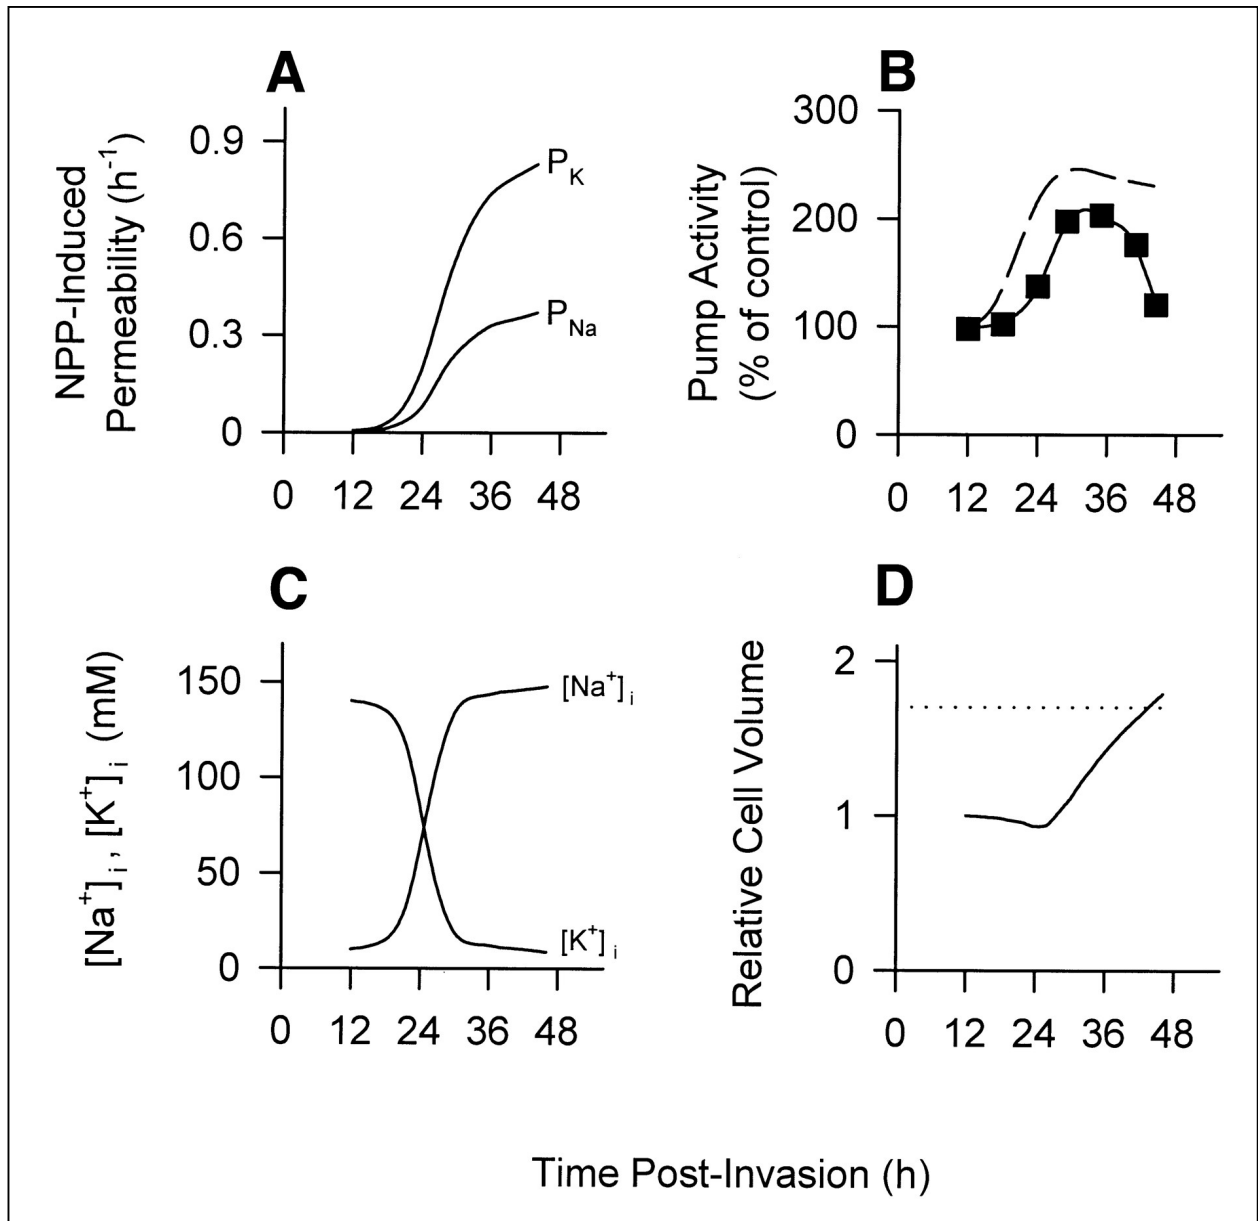 A
NPP-Induced
Permeability (h-1)
0.9
0.6
0.3
0
PK
PNa
0 12 24 36 48
B
Pump Activity
(% of control)
300
200
100
0
0 12 24 36 48
C
[Na+]i, [K+]i (mM)
150
100
50
0
[Na+]i
[K+]i
0 12 24 36 48
D
Relative Cell Volume
2
1
0
0 12 24 36 48
Time Post-Invasion (h)